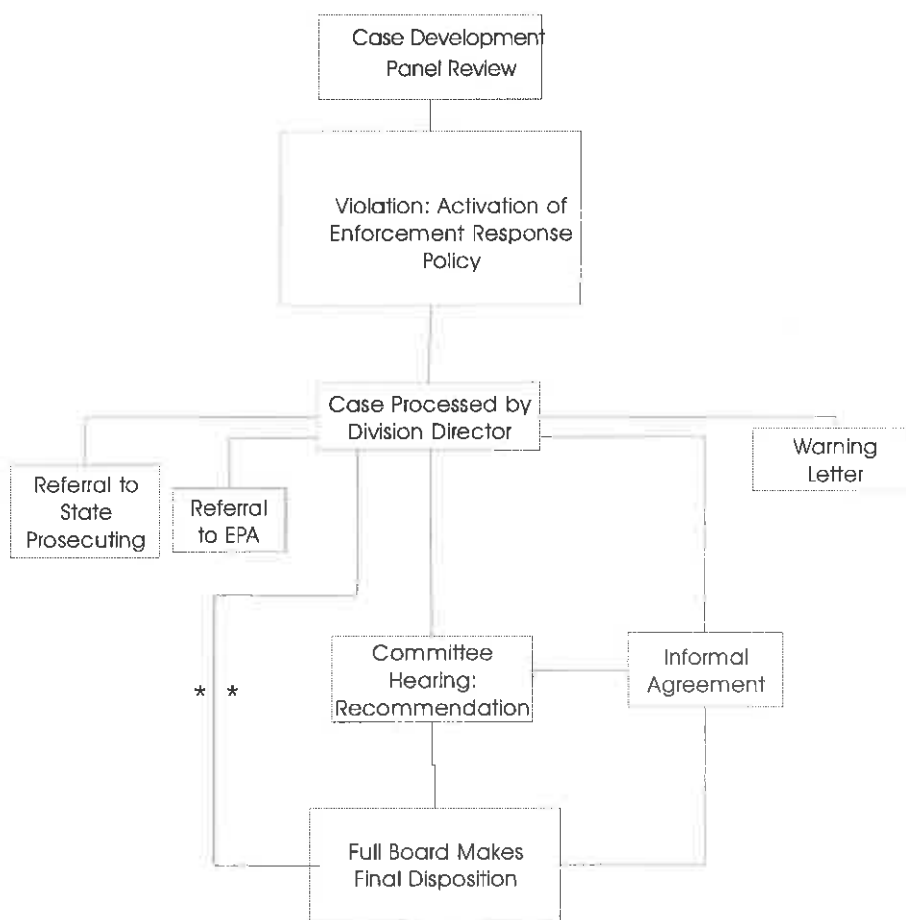 Case Development
Panel Review
Violation: Activation of
Enforcement Response
Policy
Case Processed by
Division Director
Warning
Letter
Referral to
State
Prosecuting
Referral
to EPA
Committee
Hearing:
Recommendation
Informal
Agreement
* *
Full Board Makes
Final Disposition